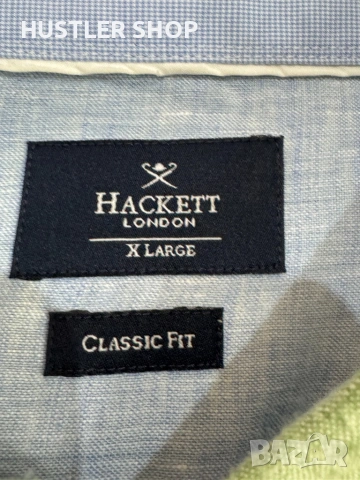 HUSTLER SHOP
HACKETT
LONDON
X LARGE
CLASSIC FIT
BAZAR